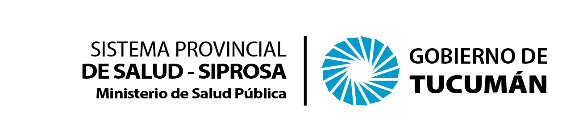 SISTEMA PROVINCIAL
DE SALUD - SIPROSA
Ministerio de Salud Pública
GOBIERNO DE
TUCUMÁN